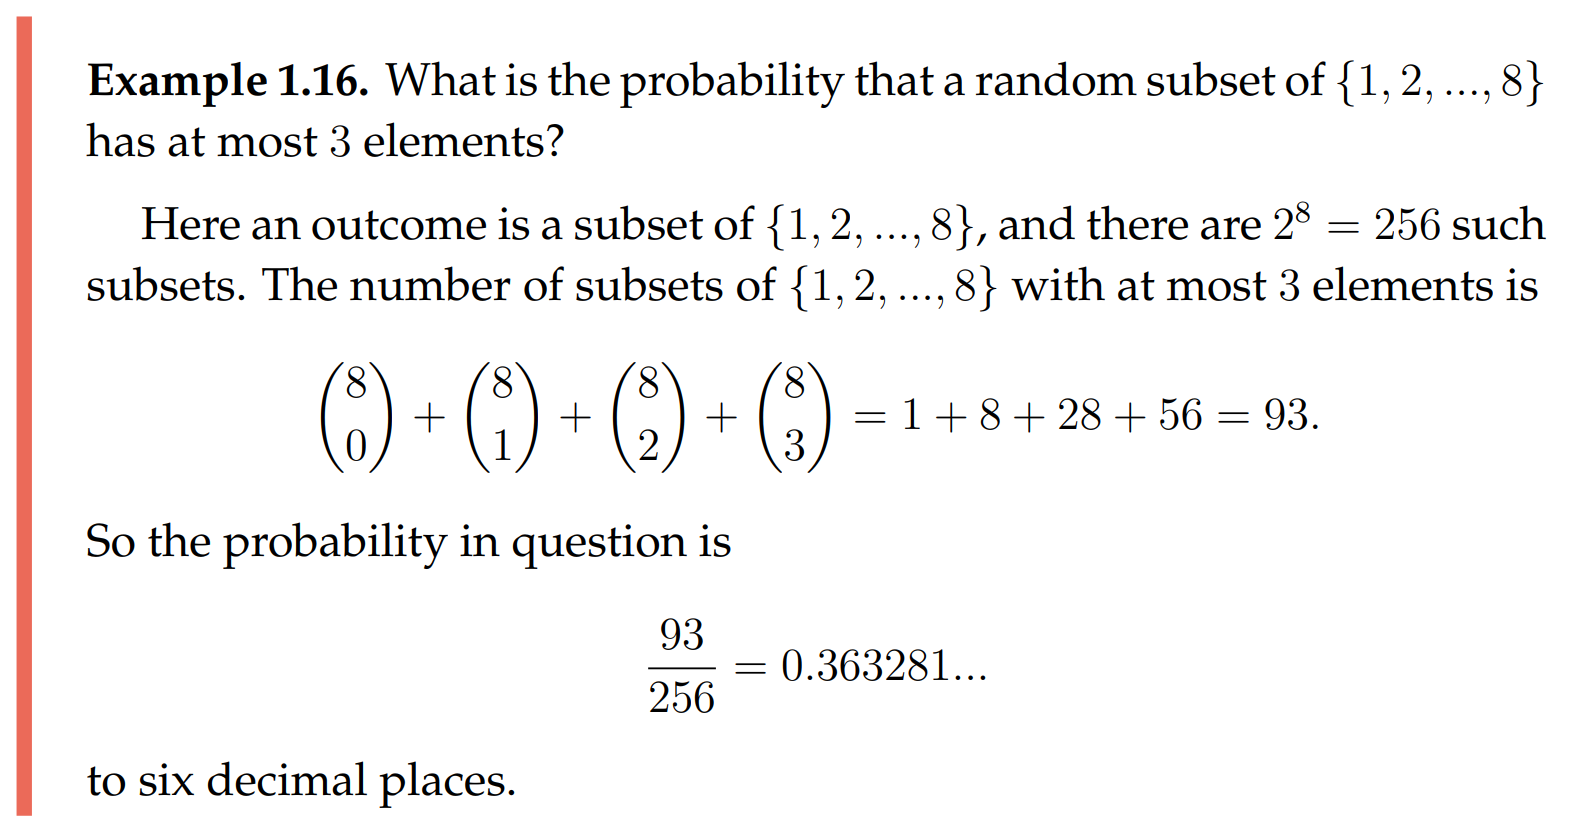 Example 1.16. What is the probability that a random subset of {1, 2, ..., 8}
has at most 3 elements?
Here an outcome is a subset of {1, 2, ..., 8}, and there are 2⁸ = 256 such
subsets. The number of subsets of {1, 2, ..., 8} with at most 3 elements is
\binom{8}{0} + \binom{8}{1} + \binom{8}{2} + \binom{8}{3} = 1 + 8 + 28 + 56 = 93.
So the probability in question is
\frac{93}{256} = 0.363281...
to six decimal places.